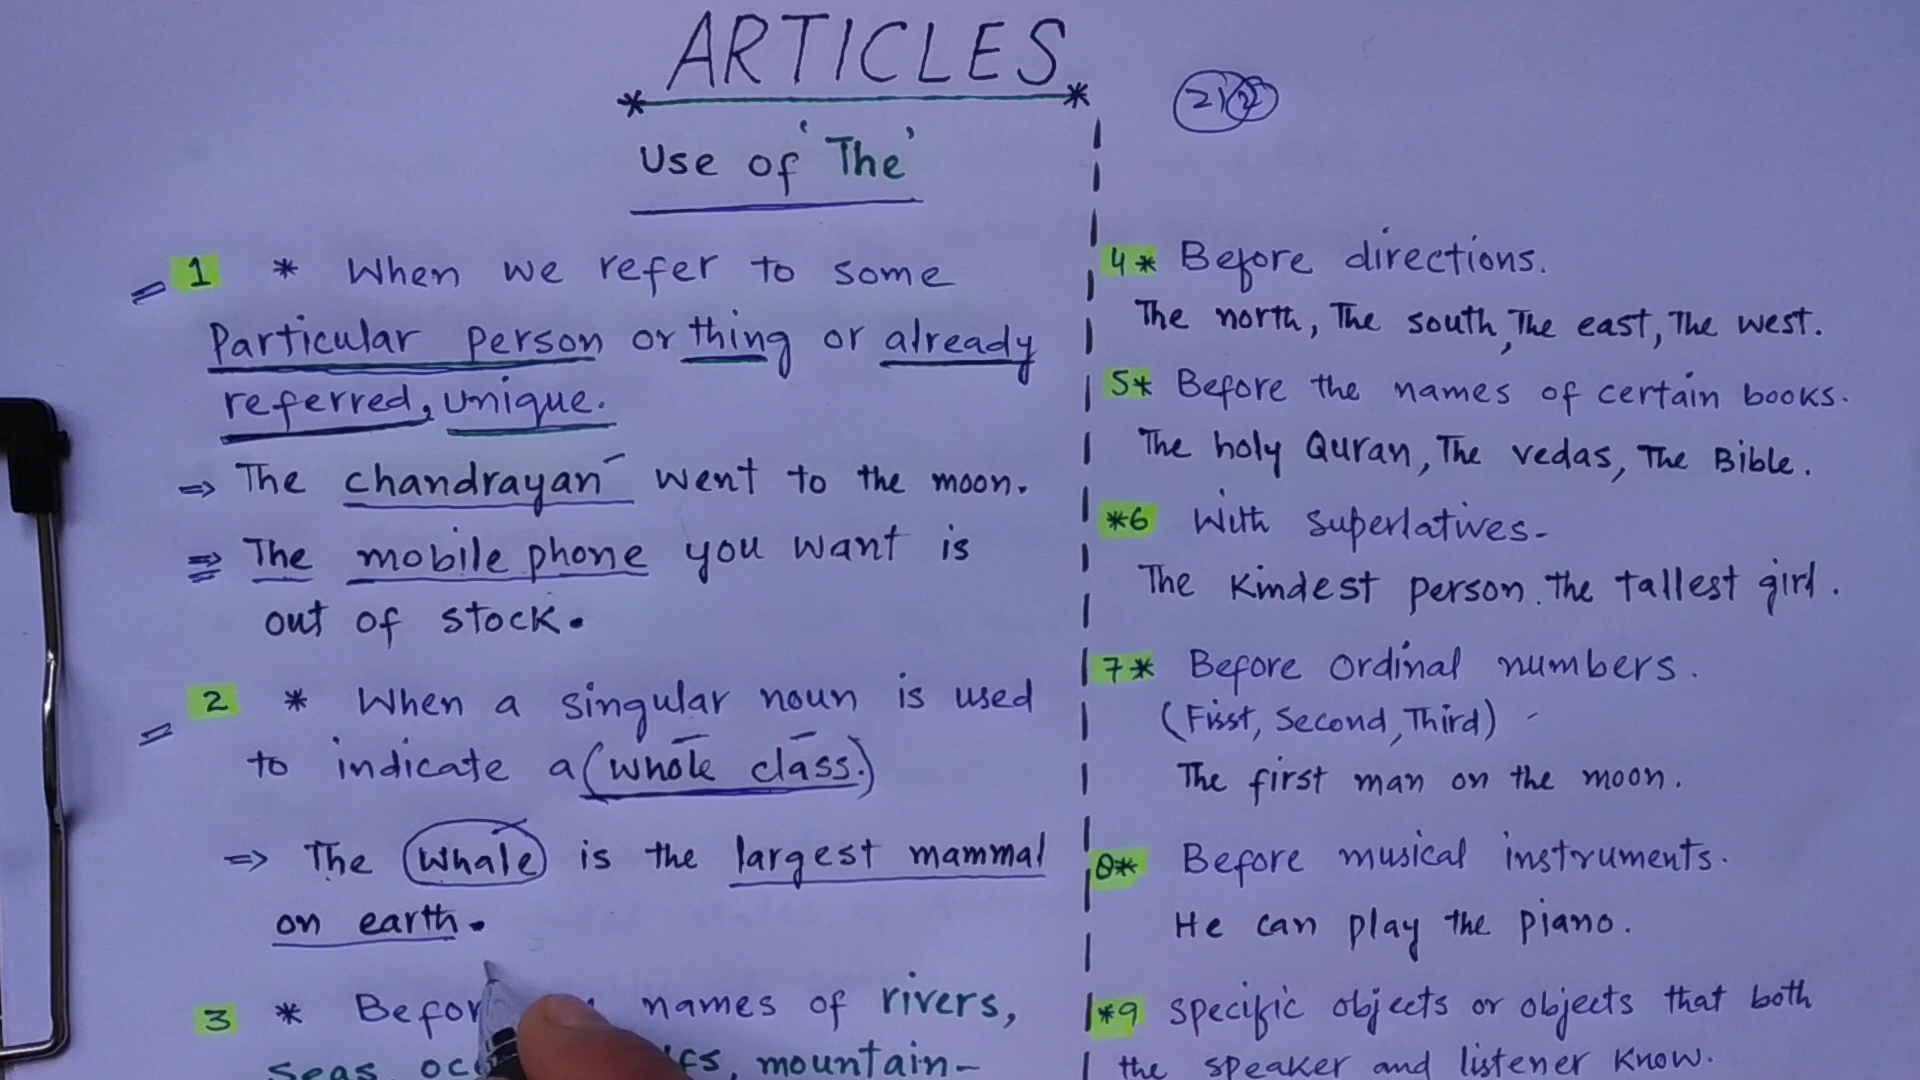 ARTICLES
Use of 'The'
1 * When we refer to some
Particular person or thing or already
referred, unique.
⇒ The chandrayan went to the moon.
⇒ The mobile phone you want is
out of stock.
2 * When a singular noun is used
to indicate a (whole class.)
⇒ The whale is the largest mammal
on earth.
3 * names of rivers,
seas, mountain-
4* Before directions.
The north, The south, The east, The west.
5* Before the names of certain books.
The holy Quran, The vedas, The Bible.
*6 With superlatives-
The Kindest person. The tallest girl.
7* Before ordinal numbers.
(First, Second, Third) -
The first man on the moon.
8* Before musical instruments.
He can play the piano.
*9 specific objects or objects that both
the speaker and listener know.